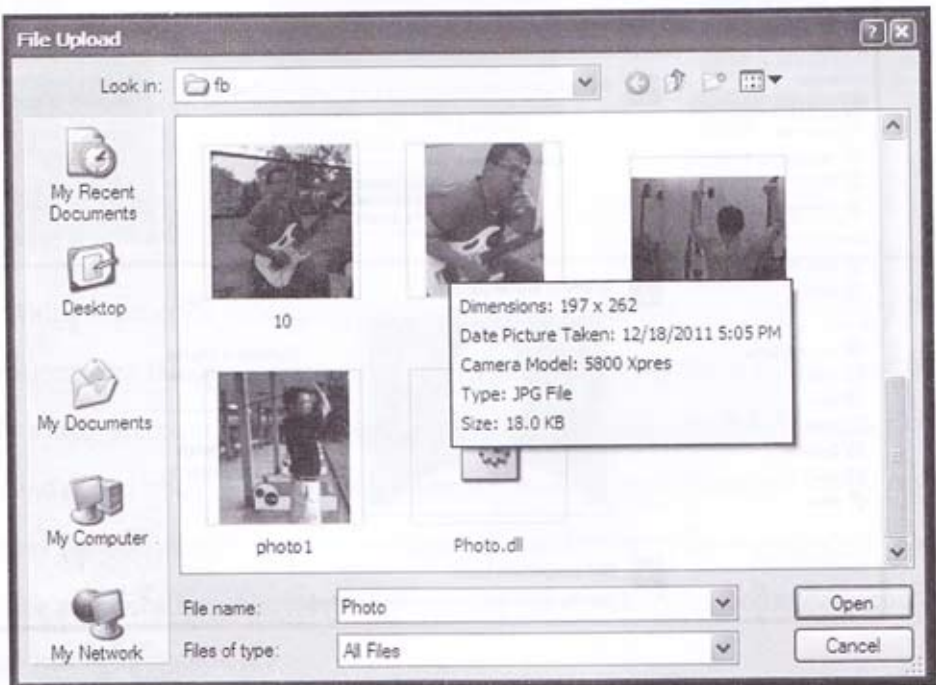 File Upload
Look in:
fb
My Recent
Documents
Desktop
My Documents
My Computer
My Network
10
Dimensions: 197 x 262
Date Picture Taken: 12/18/2011 5:05 PM
Camera Model: 5800 Xpres
Type: JPG File
Size: 18.0 KB
photo1
Photo.dll
File name:
Photo
Open
Files of type:
All Files
Cancel